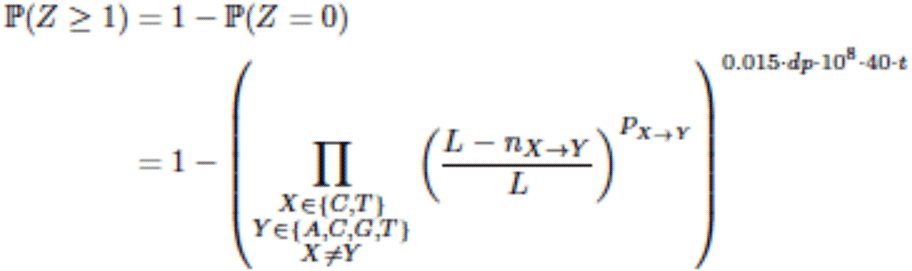 ℙ(Z ≥ 1) = 1 − ℙ(Z = 0)
= 1 − ( ∏_{X∈{C,T} Y∈{A,C,G,T} X≠Y} ( (L − n_{X→Y}) / L )^{P_{X→Y}} )^{0.015·dp·10^8·40·t}